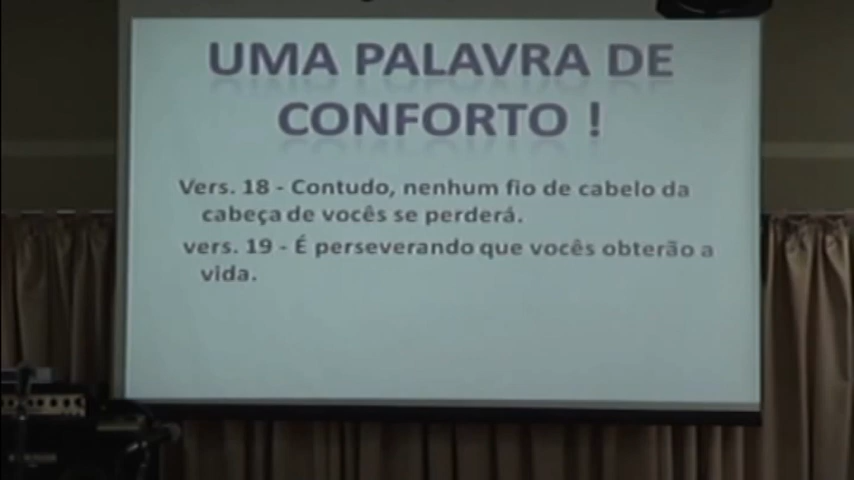 UMA PALAVRA DE
CONFORTO !
Vers. 18 - Contudo, nenhum fio de cabelo da
cabeça de vocês se perderá.
vers. 19 - É perseverando que vocês obterão a
vida.